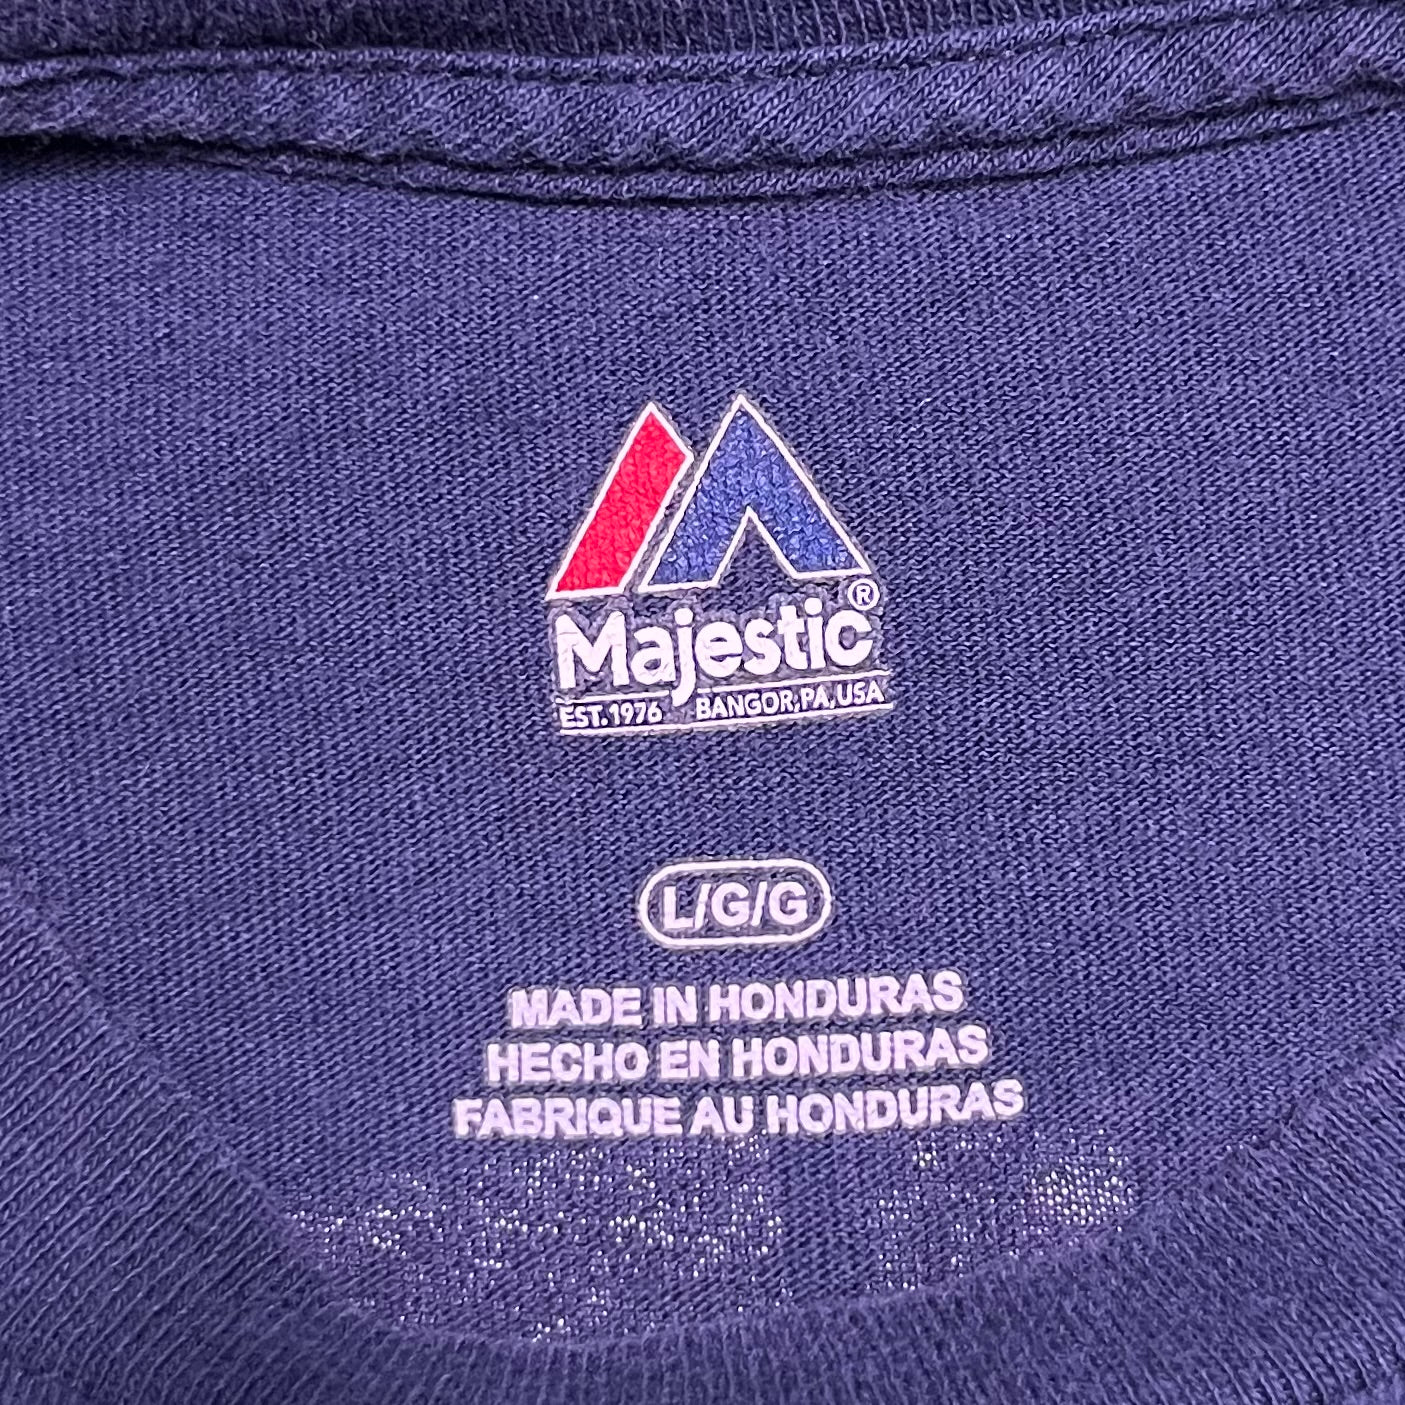 Majestic®
EST. 1976 BANGOR, PA, USA
L/G/G
MADE IN HONDURAS
HECHO EN HONDURAS
FABRIQUE AU HONDURAS